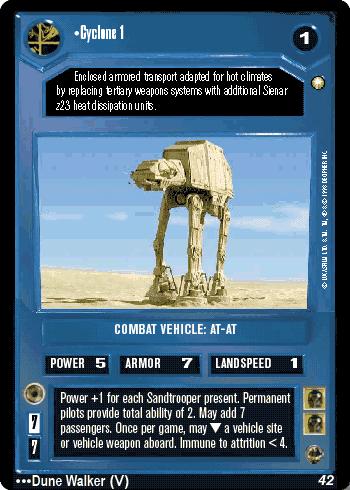 •Cyclone 1
1
Enclosed armored transport adapted for hot climates
by replacing tertiary weapons systems with additional Sienar
z23 heat dissipation units.
COMBAT VEHICLE: AT-AT
POWER 5 ARMOR 7 LANDSPEED 1
Power +1 for each Sandtrooper present. Permanent
pilots provide total ability of 2. May add 7
passengers. Once per game, may ▼ a vehicle site
or vehicle weapon aboard. Immune to attrition < 4.
7
7
•••Dune Walker (V)
42